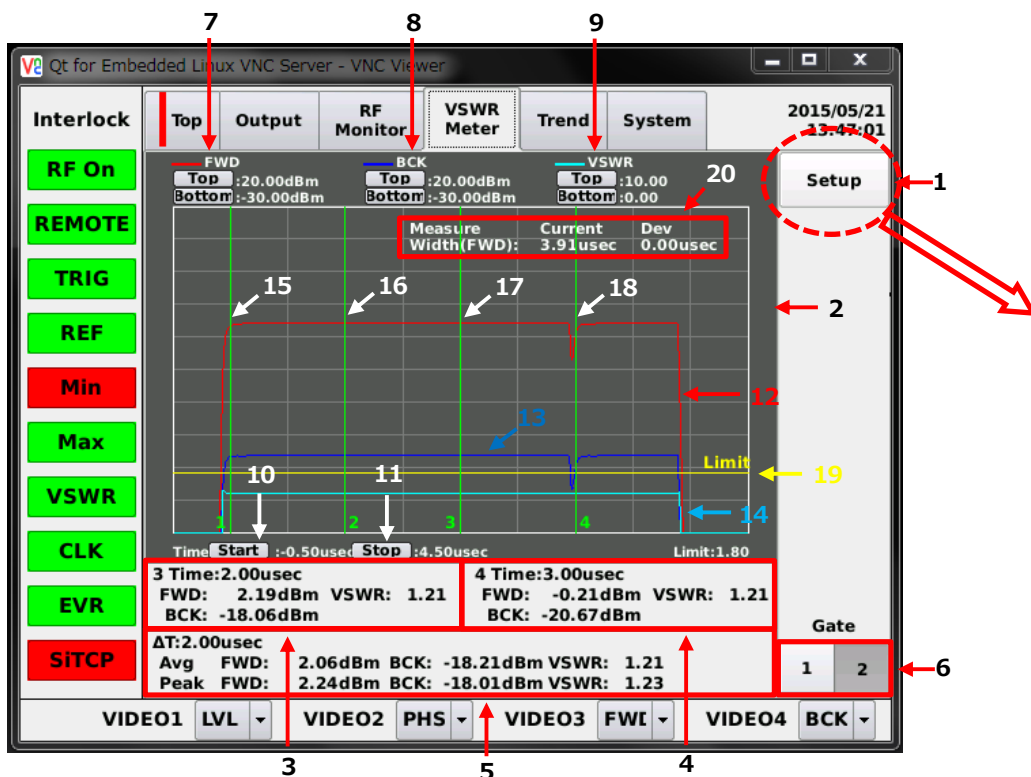 7 8 9
Qt for Embedded Linux VNC Server - VNC Viewer
Interlock
Top Output RF Monitor VSWR Meter Trend System
2015/05/21
13:47:01
RF On
REMOTE
TRIG
REF
Min
Max
VSWR
CLK
EVR
SiTCP
FWD BCK VSWR
Top :20.00dBm Top :20.00dBm Top :10.00
Bottom :-30.00dBm Bottom :-30.00dBm Bottom :0.00
20
Setup
1
Measure Current Dev
Width(FWD): 3.91usec 0.00usec
15 16 17 18
2
12
13
Limit
19
10 11
14
1 2 3 4
Time Start :-0.50usec Stop :4.50usec Limit:1.80
3 Time:2.00usec
FWD: 2.19dBm VSWR: 1.21
BCK: -18.06dBm
4 Time:3.00usec
FWD: -0.21dBm VSWR: 1.21
BCK: -20.67dBm
ΔT:2.00usec
Avg FWD: 2.06dBm BCK: -18.21dBm VSWR: 1.21
Peak FWD: 2.24dBm BCK: -18.01dBm VSWR: 1.23
Gate
1 2
6
VIDEO1 LVL VIDEO2 PHS VIDEO3 FWD VIDEO4 BCK
3 5 4